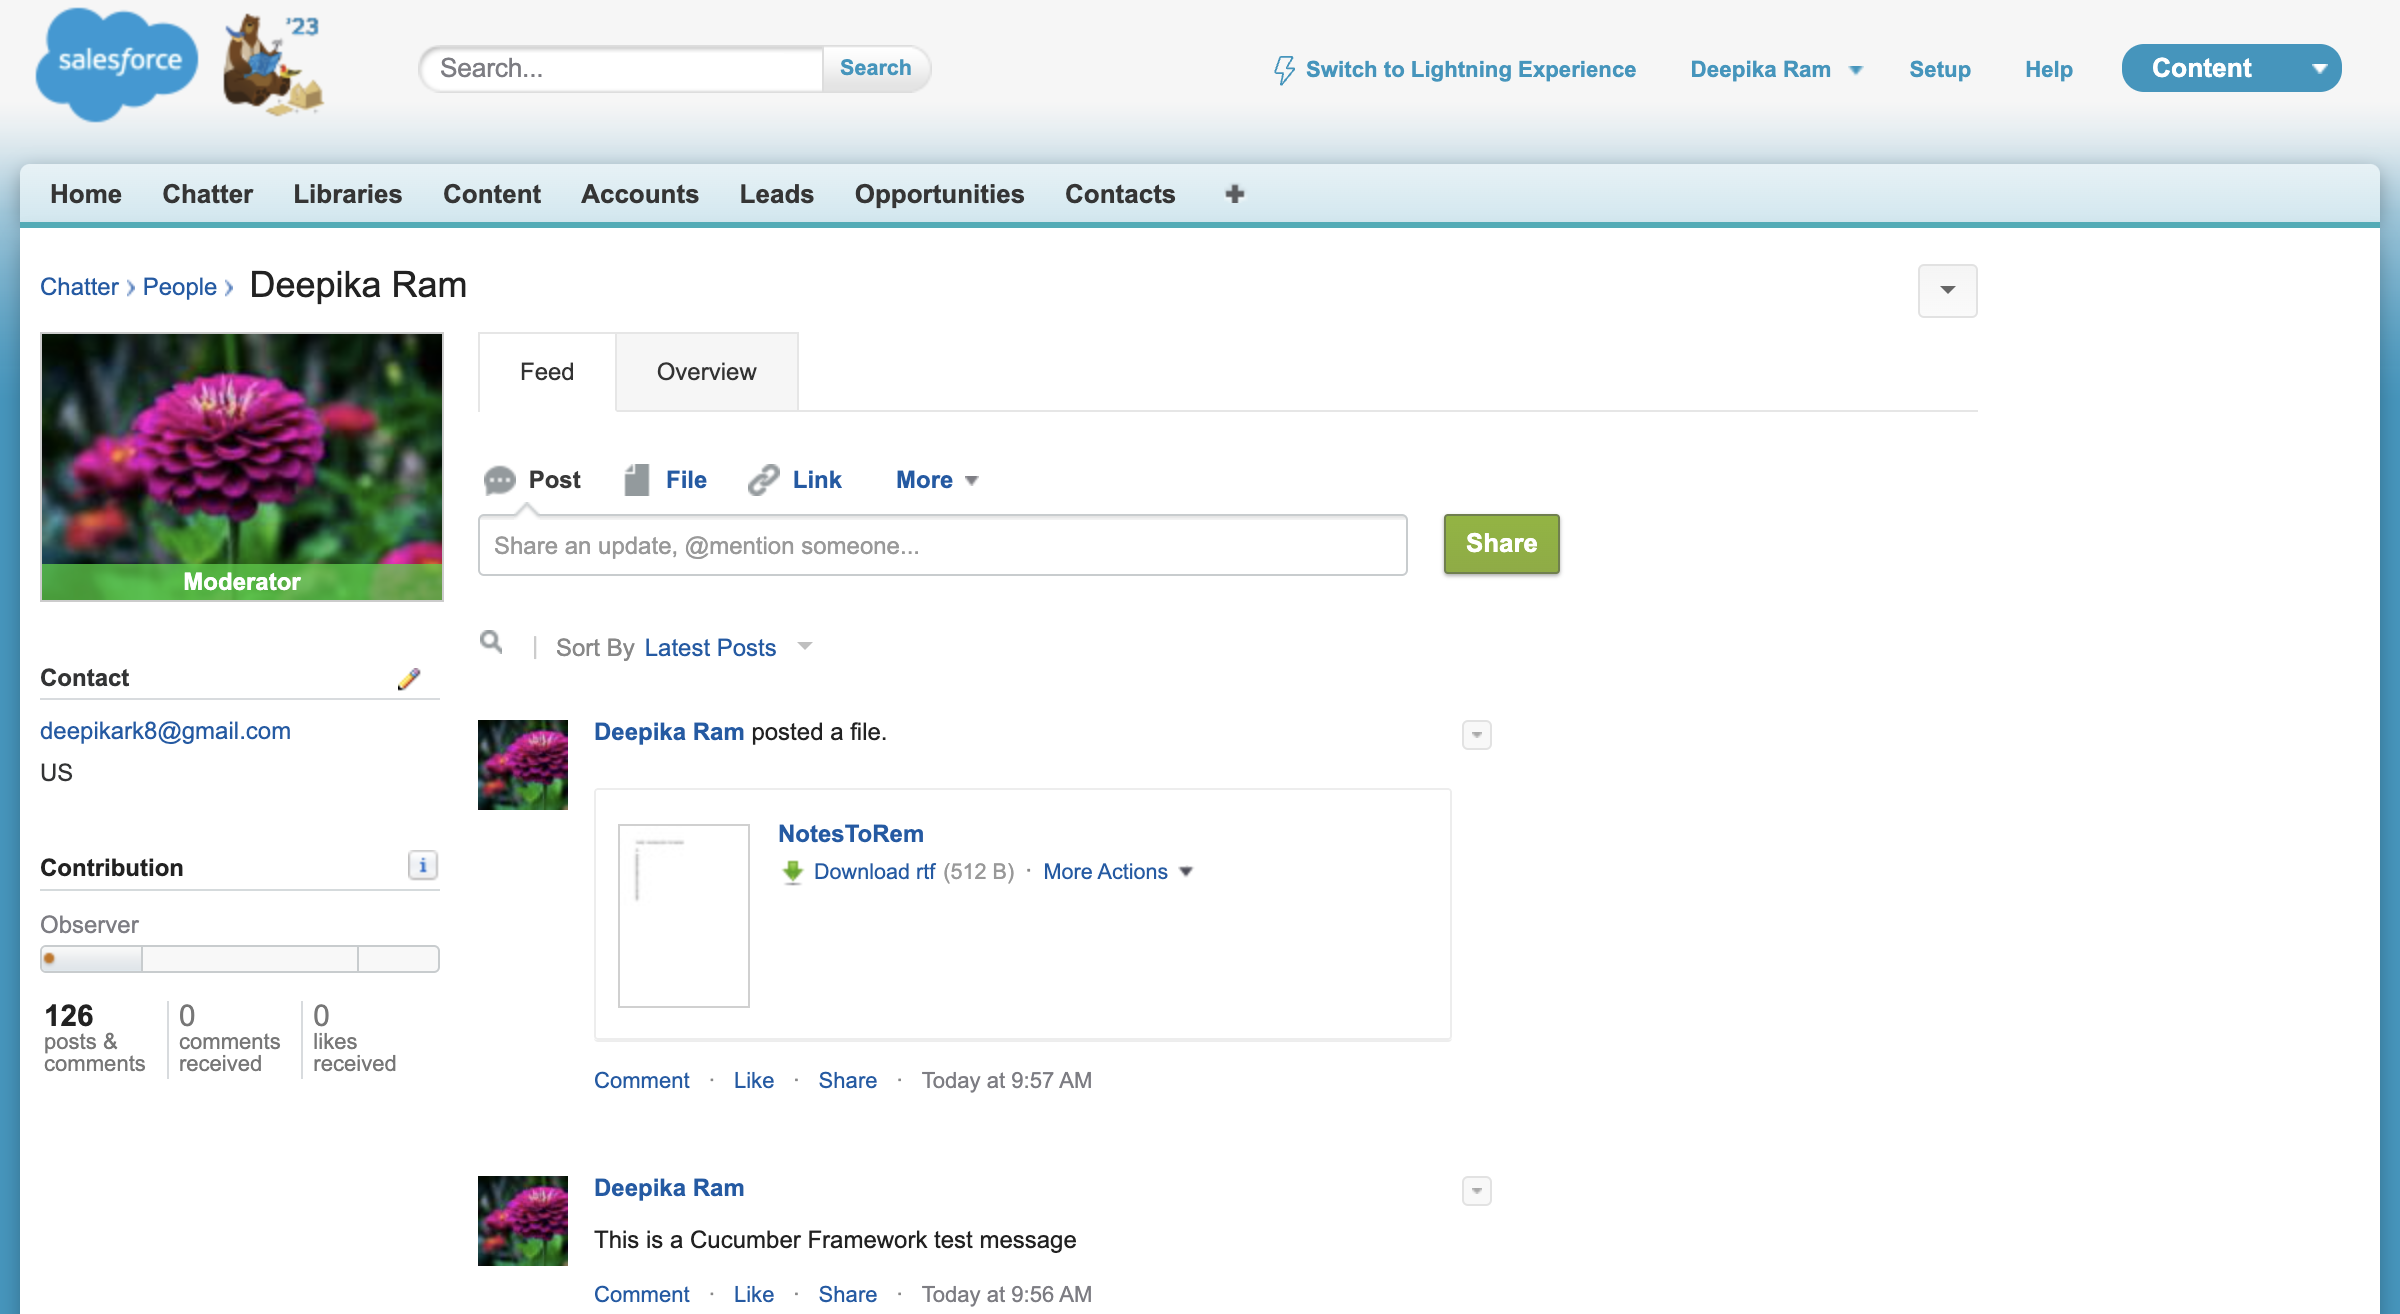 salesforce '23
Search... Search
Switch to Lightning Experience Deepika Ram Setup Help Content
Home Chatter Libraries Content Accounts Leads Opportunities Contacts
Chatter People Deepika Ram
Moderator
Contact
deepikark8@gmail.com
US
Contribution
Observer
126 posts & comments
0 comments received
0 likes received
Feed Overview
Post File Link More
Share an update, @mention someone... Share
Sort By Latest Posts
Deepika Ram posted a file.
NotesToRem
Download rtf (512 B) · More Actions
Comment · Like · Share · Today at 9:57 AM
Deepika Ram
This is a Cucumber Framework test message
Comment · Like · Share · Today at 9:56 AM